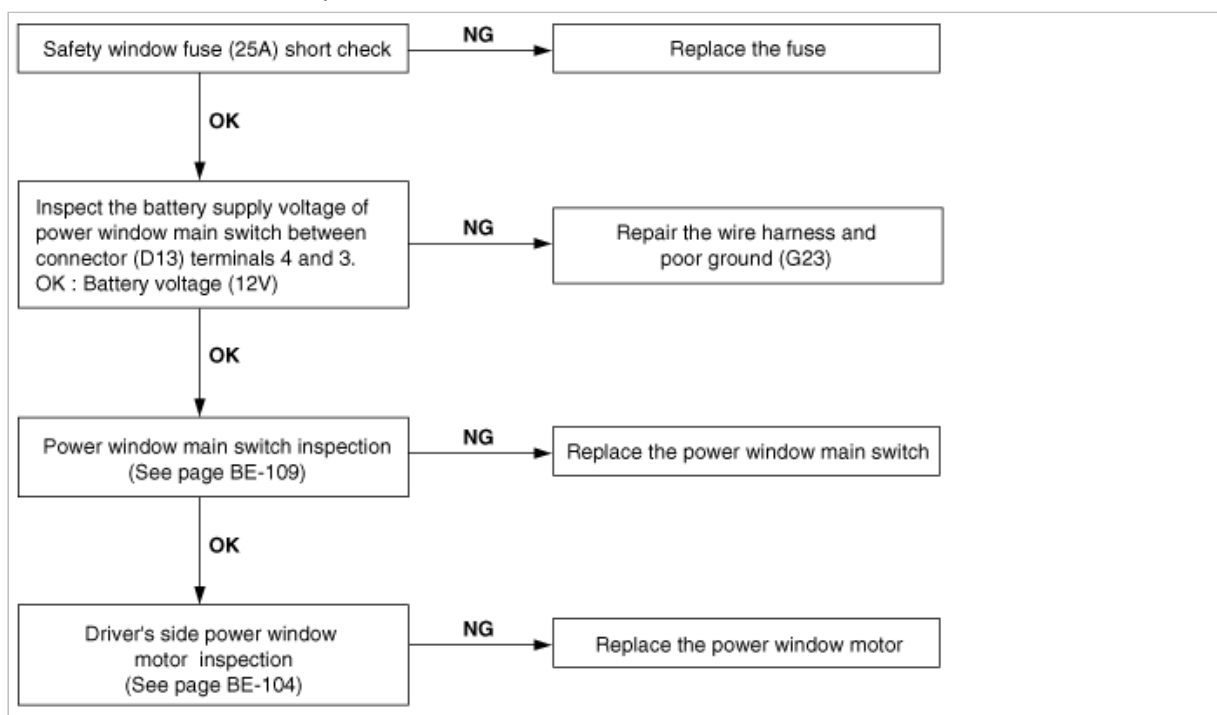 Safety window fuse (25A) short check
NG
Replace the fuse
OK
Inspect the battery supply voltage of
power window main switch between
connector (D13) terminals 4 and 3.
OK : Battery voltage (12V)
NG
Repair the wire harness and
poor ground (G23)
OK
Power window main switch inspection
(See page BE-109)
NG
Replace the power window main switch
OK
Driver's side power window
motor inspection
(See page BE-104)
NG
Replace the power window motor